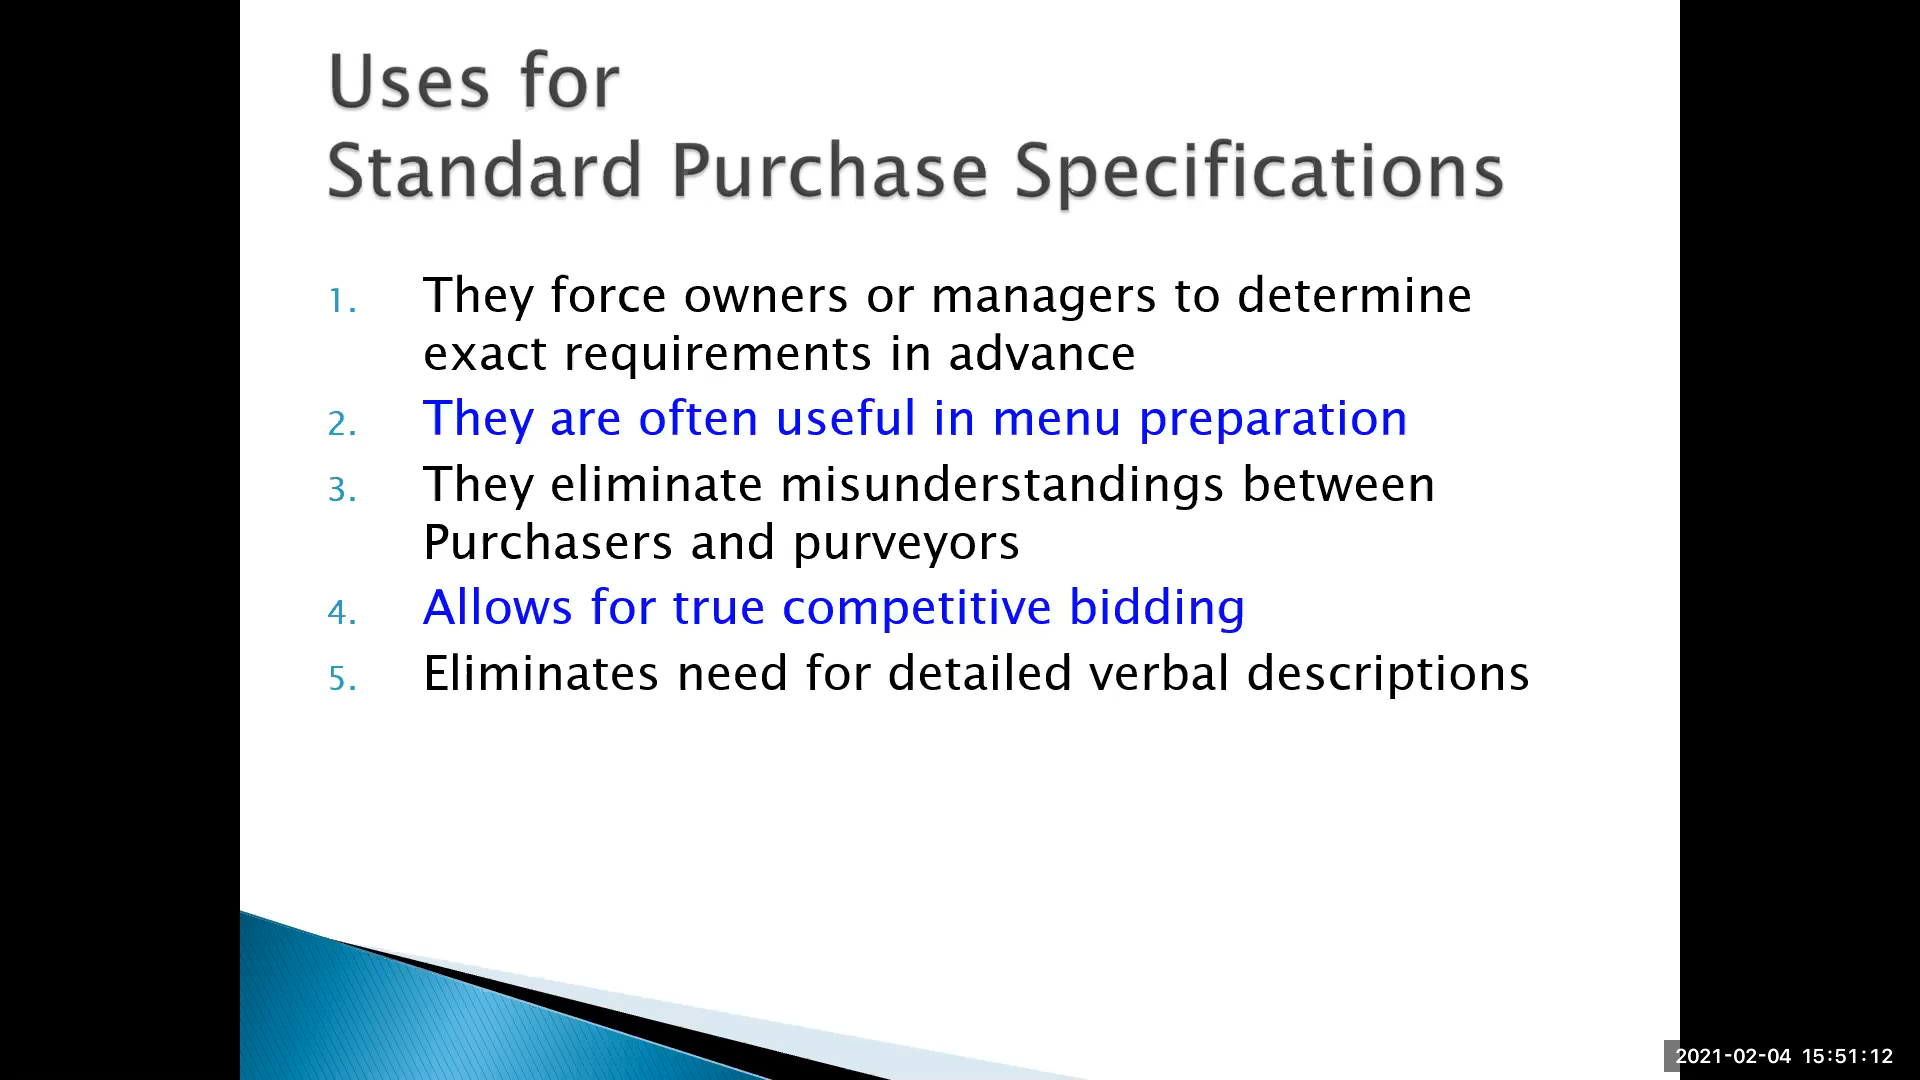 Uses for
Standard Purchase Specifications
1. They force owners or managers to determine
exact requirements in advance
2. They are often useful in menu preparation
3. They eliminate misunderstandings between
Purchasers and purveyors
4. Allows for true competitive bidding
5. Eliminates need for detailed verbal descriptions
2021-02-04 15:51:12